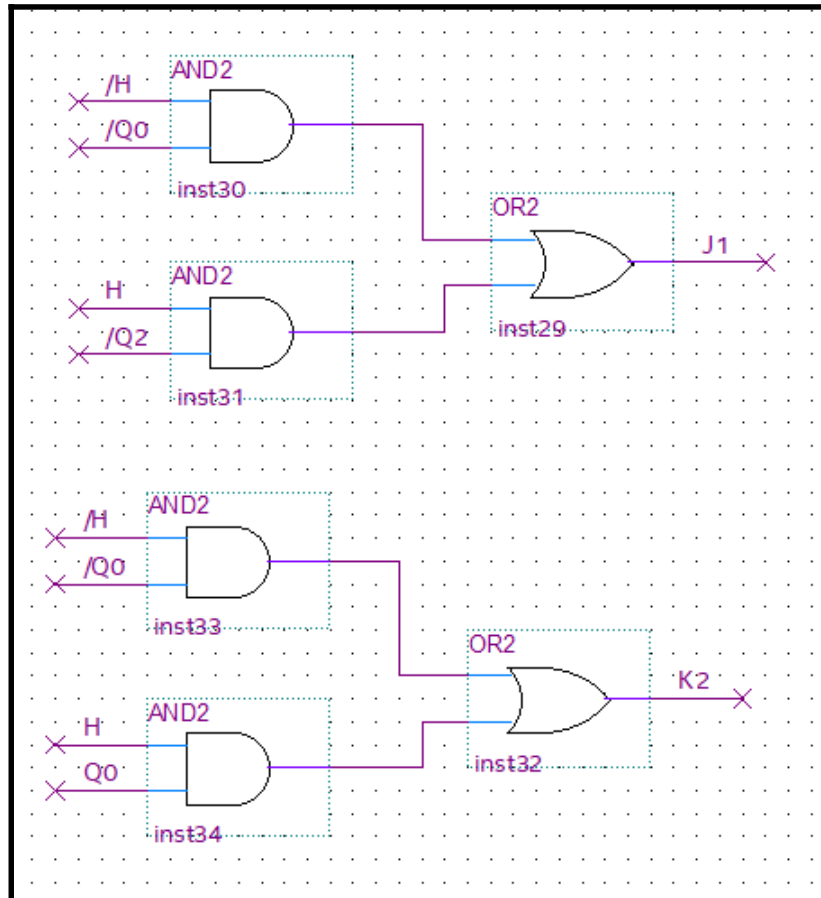 AND2
/H
/Q0
inst30
OR2
J1
inst29
AND2
H
/Q2
inst31
AND2
/H
/Q0
inst33
OR2
K2
inst32
AND2
H
Q0
inst34